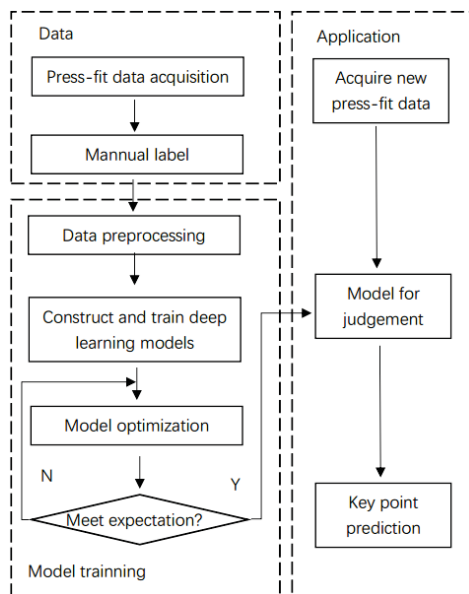 Data
Press-fit data acquisition
Mannual label
Data preprocessing
Construct and train deep
learning models
Model optimization
N
Y
Meet expectation?
Model trainning
Application
Acquire new
press-fit data
Model for
judgement
Key point
prediction